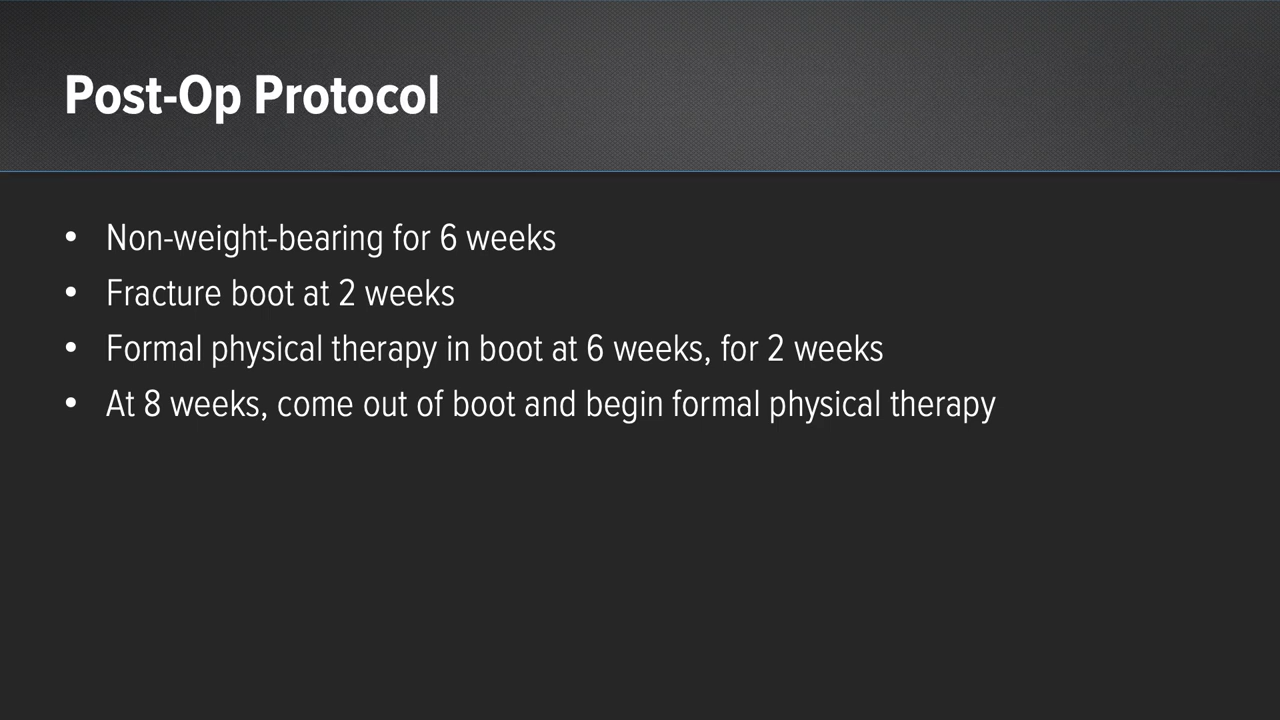 Post-Op Protocol
• Non-weight-bearing for 6 weeks
• Fracture boot at 2 weeks
• Formal physical therapy in boot at 6 weeks, for 2 weeks
• At 8 weeks, come out of boot and begin formal physical therapy